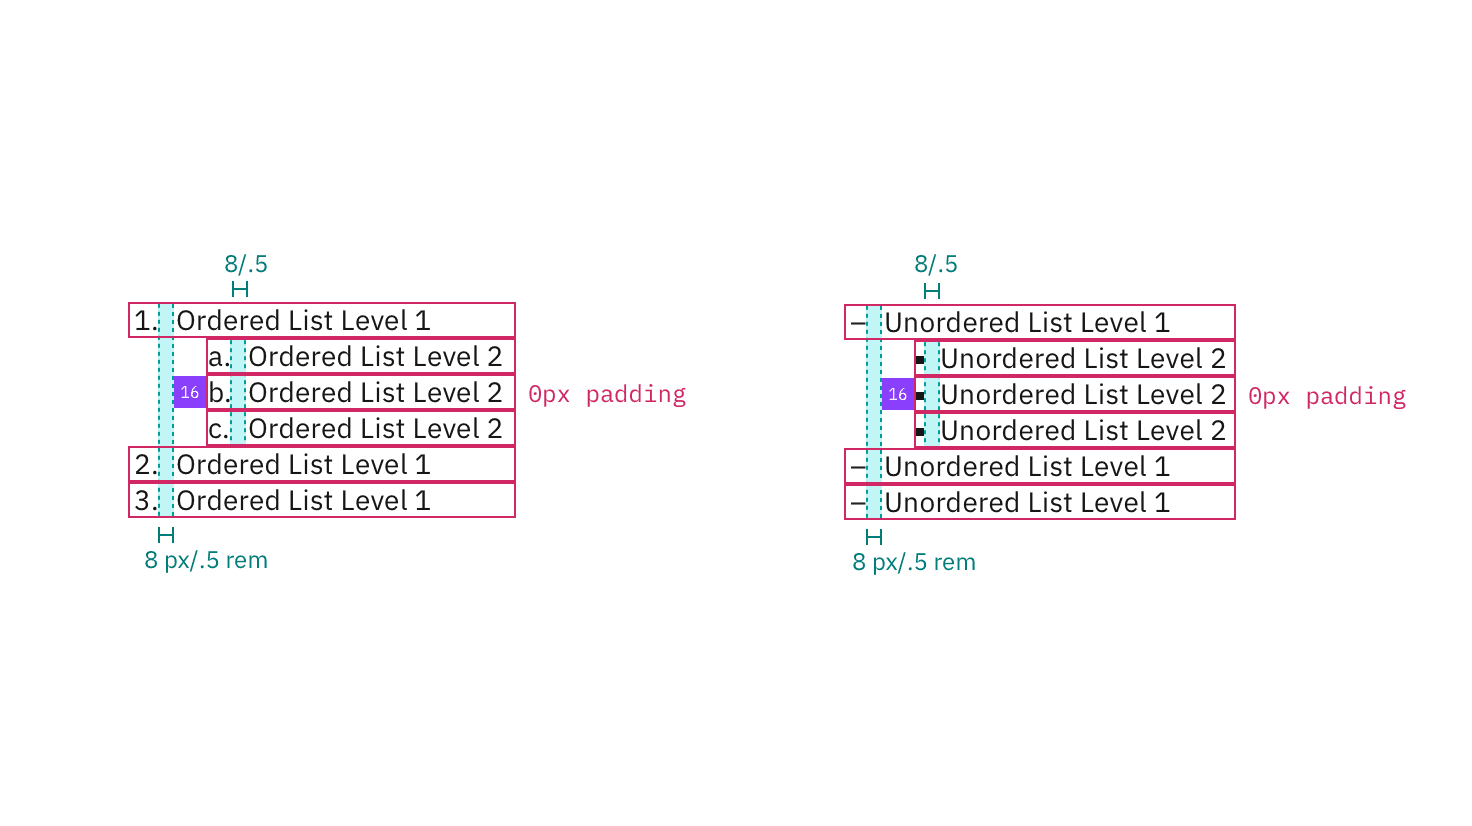 8/.5
1. Ordered List Level 1
a. Ordered List Level 2
16 b. Ordered List Level 2 0px padding
c. Ordered List Level 2
2. Ordered List Level 1
3. Ordered List Level 1
8 px/.5 rem
8/.5
– Unordered List Level 1
▪ Unordered List Level 2
16 ▪ Unordered List Level 2 0px padding
▪ Unordered List Level 2
– Unordered List Level 1
– Unordered List Level 1
8 px/.5 rem